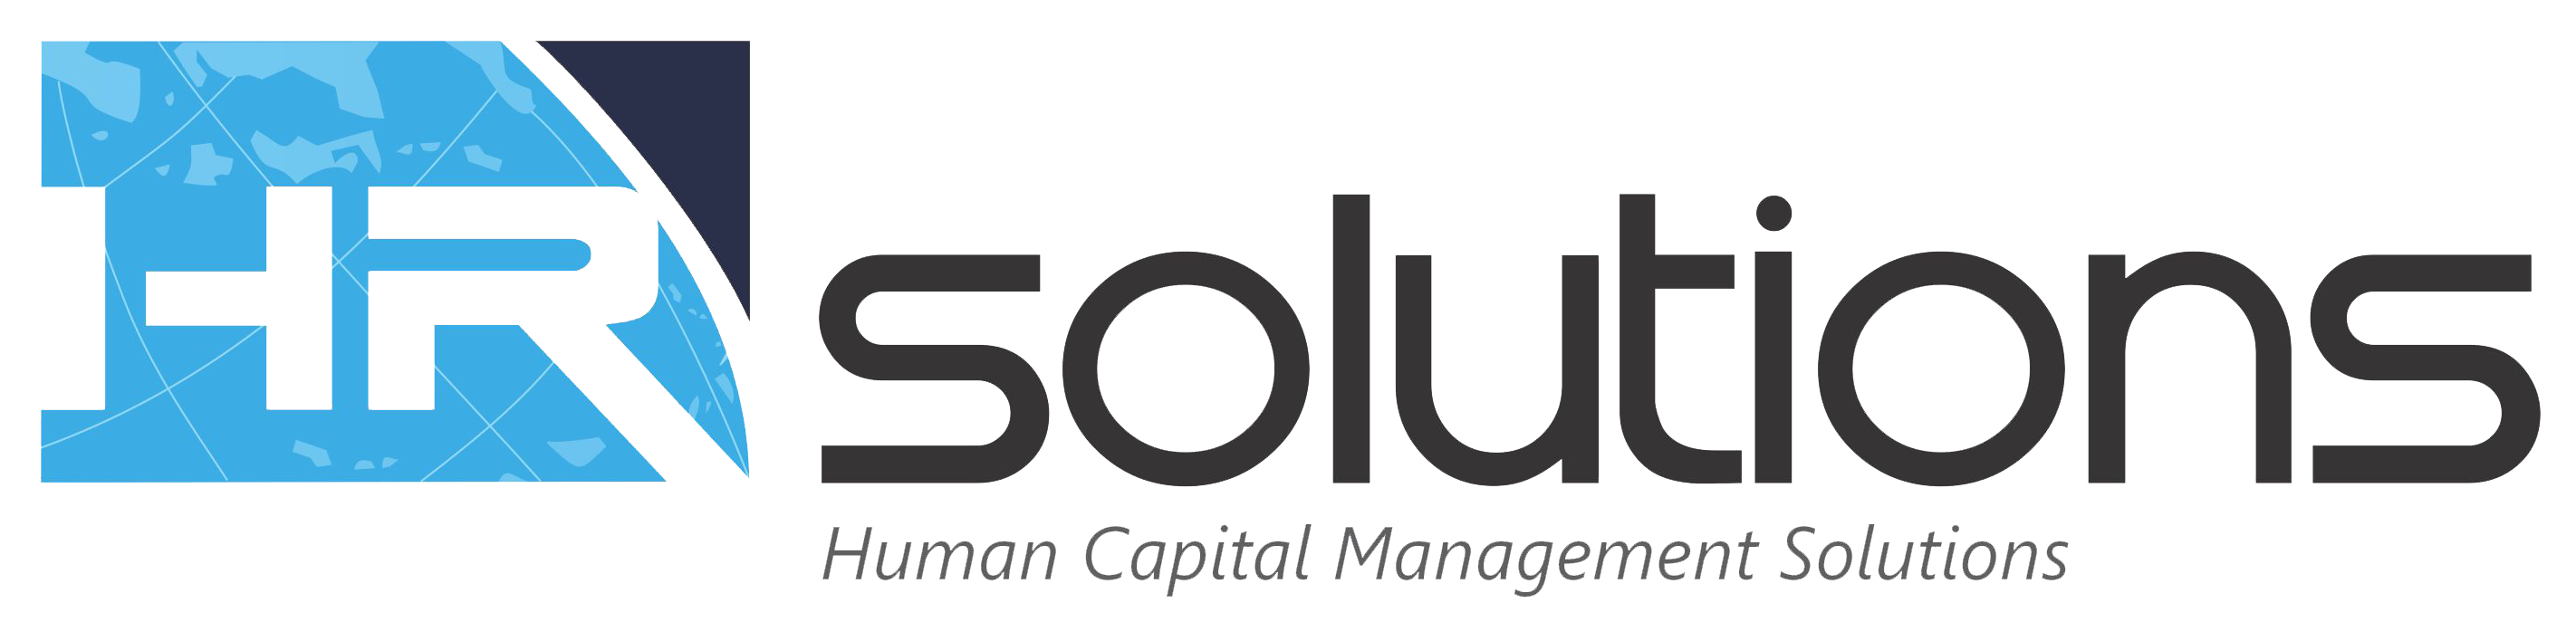 HR solutions
Human Capital Management Solutions